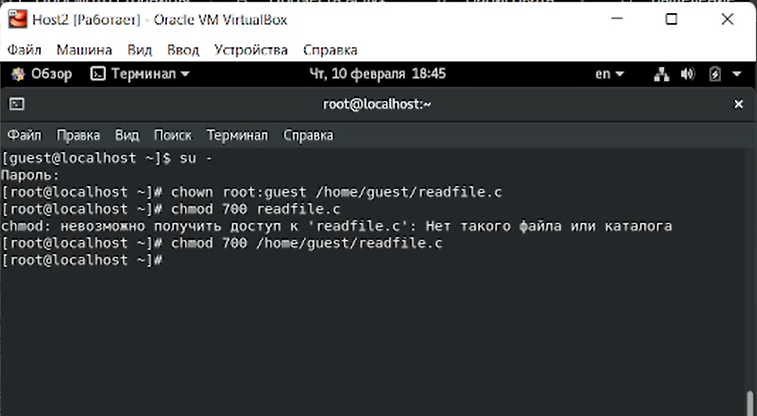 Host2 [Работает] - Oracle VM VirtualBox
Файл Машина Вид Ввод Устройства Справка
Обзор Терминал Чт, 10 февраля 18:45 en
root@localhost:~
Файл Правка Вид Поиск Терминал Справка
[guest@localhost ~]$ su -
Пароль:
[root@localhost ~]# chown root:guest /home/guest/readfile.c
[root@localhost ~]# chmod 700 readfile.c
chmod: невозможно получить доступ к 'readfile.c': Нет такого файла или каталога
[root@localhost ~]# chmod 700 /home/guest/readfile.c
[root@localhost ~]#